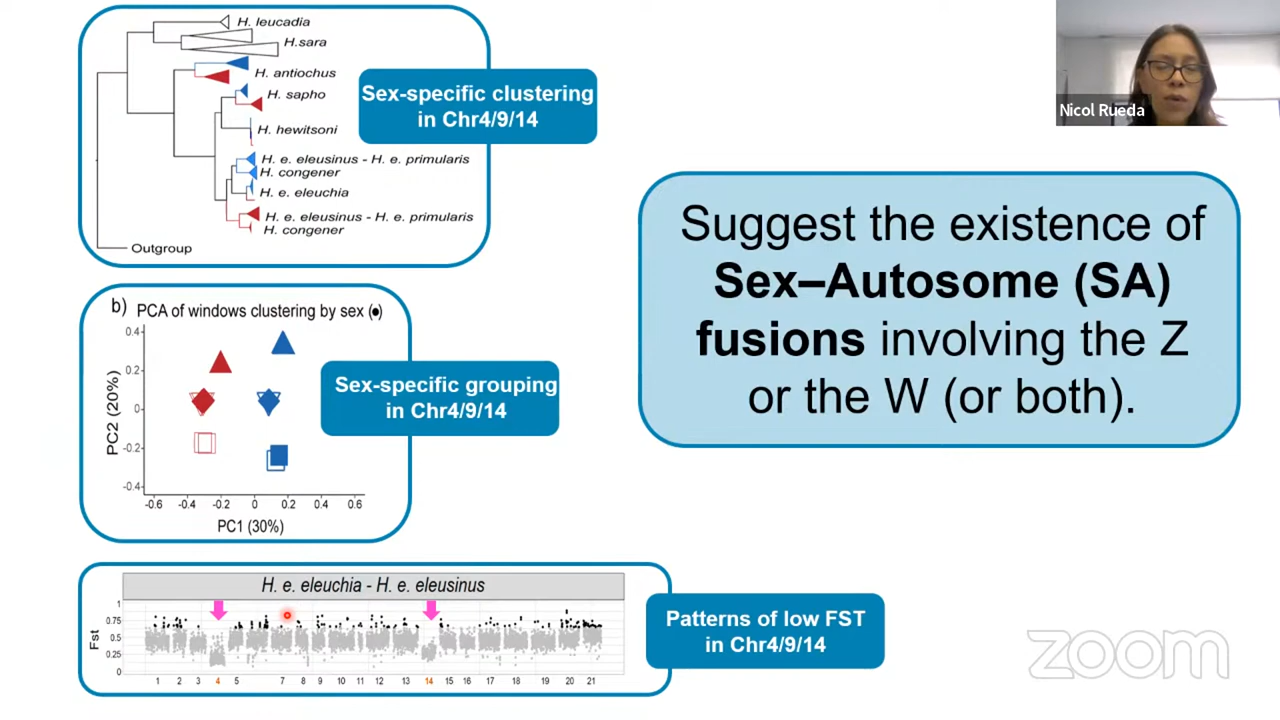 H. leucadia
H.sara
H. antiochus
H. sapho
H. hewitsoni
H. e. eleusinus - H. e. primularis
H. congener
H. e. eleuchia
H. e. eleusinus - H. e. primularis
H. congener
Outgroup
Sex-specific clustering
in Chr4/9/14
b) PCA of windows clustering by sex (•)
PC2 (20%)
0.4
0.2
0
-0.2
-0.4
-0.6 -0.4 -0.2 0 0.2 0.4 0.6
PC1 (30%)
Sex-specific grouping
in Chr4/9/14
H. e. eleuchia - H. e. eleusinus
Fst
1
0.75
0.5
0.25
0
1 2 3 4 5 7 8 9 10 11 12 13 14 15 16 17 18 19 20 21
Patterns of low FST
in Chr4/9/14
Suggest the existence of
Sex–Autosome (SA)
fusions involving the Z
or the W (or both).
Nicol Rueda
zoom